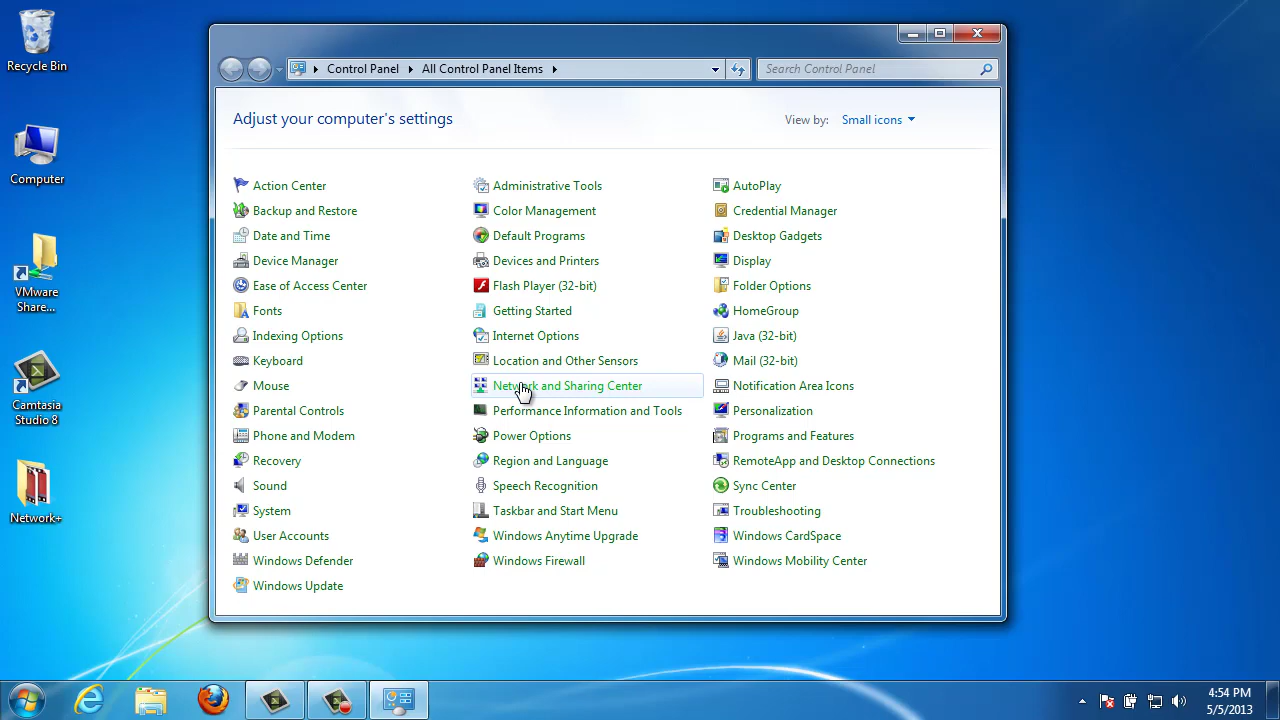 Recycle Bin
Computer
VMware
Share...
Camtasia
Studio 8
Network+
Control Panel
All Control Panel Items
Search Control Panel
Adjust your computer's settings
View by: Small icons
Action Center
Administrative Tools
AutoPlay
Backup and Restore
Color Management
Credential Manager
Date and Time
Default Programs
Desktop Gadgets
Device Manager
Devices and Printers
Display
Ease of Access Center
Flash Player (32-bit)
Folder Options
Fonts
Getting Started
HomeGroup
Indexing Options
Internet Options
Java (32-bit)
Keyboard
Location and Other Sensors
Mail (32-bit)
Mouse
Network and Sharing Center
Notification Area Icons
Parental Controls
Performance Information and Tools
Personalization
Phone and Modem
Power Options
Programs and Features
Recovery
Region and Language
RemoteApp and Desktop Connections
Sound
Speech Recognition
Sync Center
System
Taskbar and Start Menu
Troubleshooting
User Accounts
Windows Anytime Upgrade
Windows CardSpace
Windows Defender
Windows Firewall
Windows Mobility Center
Windows Update
4:54 PM
5/5/2013